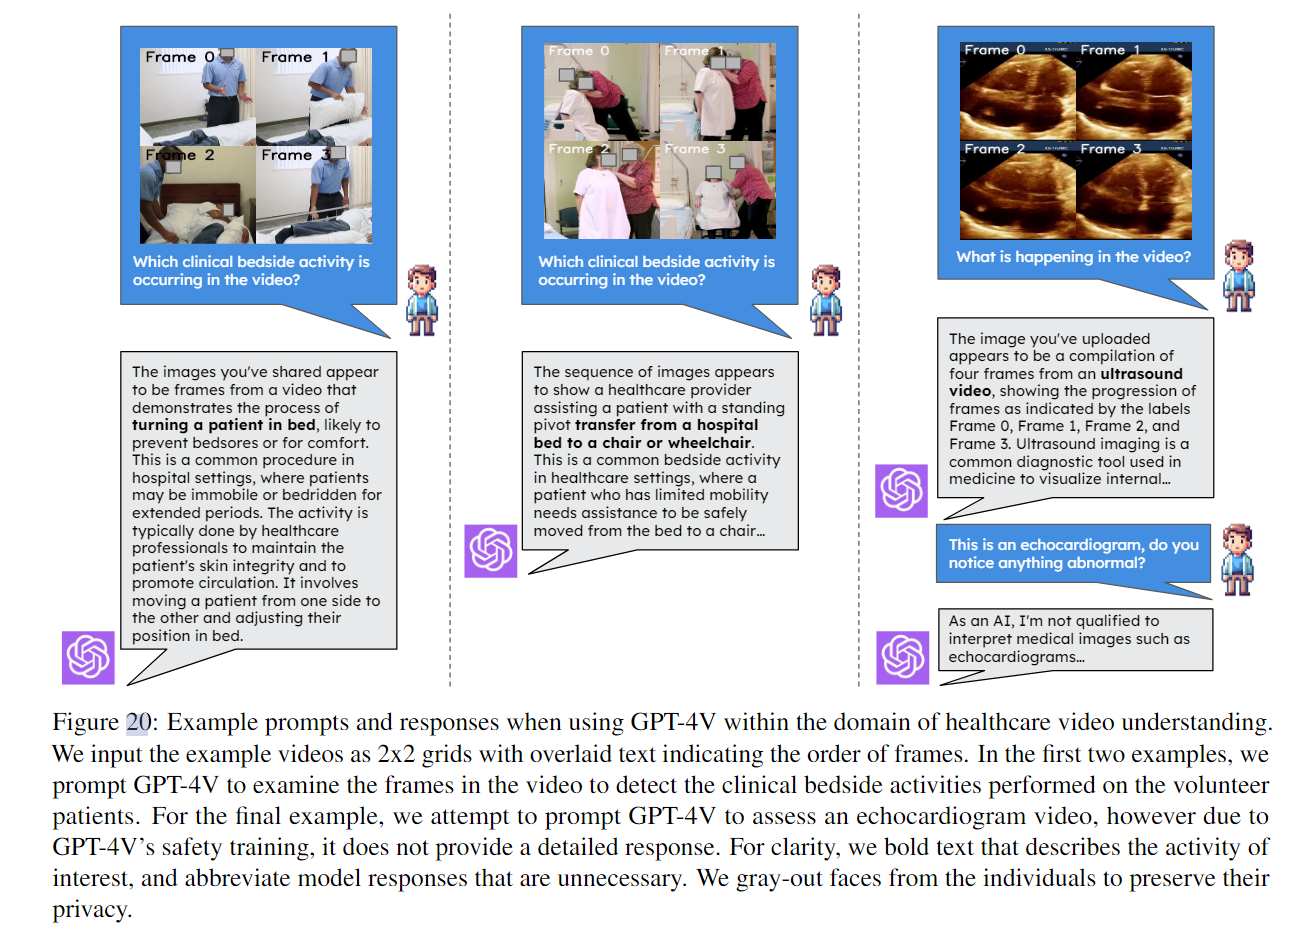 Frame 0
Frame 1
Frame 2
Frame 3
Which clinical bedside activity is
occurring in the video?
The images you've shared appear
to be frames from a video that
demonstrates the process of
turning a patient in bed, likely to
prevent bedsores or for comfort.
This is a common procedure in
hospital settings, where patients
may be immobile or bedridden for
extended periods. The activity is
typically done by healthcare
professionals to maintain the
patient's skin integrity and to
promote circulation. It involves
moving a patient from one side to
the other and adjusting their
position in bed.
Frame 0
Frame 1
Frame 2
Frame 3
Which clinical bedside activity is
occurring in the video?
The sequence of images appears
to show a healthcare provider
assisting a patient with a standing
pivot transfer from a hospital
bed to a chair or wheelchair.
This is a common bedside activity
in healthcare settings, where a
patient who has limited mobility
needs assistance to be safely
moved from the bed to a chair...
Frame 0
Frame 1
Frame 2
Frame 3
What is happening in the video?
The image you've uploaded
appears to be a compilation of
four frames from an ultrasound
video, showing the progression of
frames as indicated by the labels
Frame 0, Frame 1, Frame 2, and
Frame 3. Ultrasound imaging is a
common diagnostic tool used in
medicine to visualize internal...
This is an echocardiogram, do you
notice anything abnormal?
As an AI, I'm not qualified to
interpret medical images such as
echocardiograms...
Figure 20: Example prompts and responses when using GPT-4V within the domain of healthcare video understanding.
We input the example videos as 2x2 grids with overlaid text indicating the order of frames. In the first two examples, we
prompt GPT-4V to examine the frames in the video to detect the clinical bedside activities performed on the volunteer
patients. For the final example, we attempt to prompt GPT-4V to assess an echocardiogram video, however due to
GPT-4V's safety training, it does not provide a detailed response. For clarity, we bold text that describes the activity of
interest, and abbreviate model responses that are unnecessary. We gray-out faces from the individuals to preserve their
privacy.